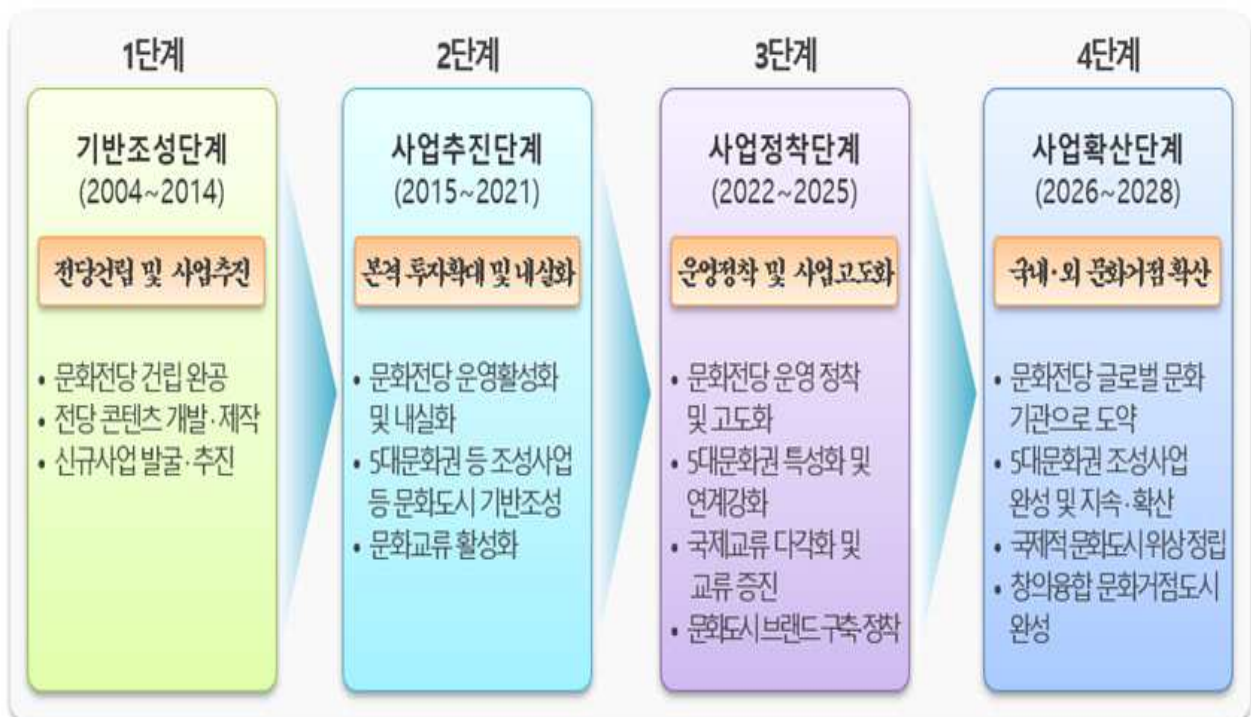 1단계
기반조성단계
(2004~2014)
전당건립 및 사업추진
• 문화전당 건립 완공
• 전당 콘텐츠 개발·제작
• 신규사업 발굴·추진
2단계
사업추진단계
(2015~2021)
본격 투자확대 및 내실화
• 문화전당 운영활성화
및 내실화
• 5대문화권 등 조성사업
등 문화도시 기반조성
• 문화교류 활성화
3단계
사업정착단계
(2022~2025)
운영정착 및 사업고도화
• 문화전당 운영 정착
및 고도화
• 5대문화권 특성화 및
연계강화
• 국제교류 다각화 및
교류 증진
• 문화도시 브랜드 구축·정착
4단계
사업확산단계
(2026~2028)
국내·외 문화거점 확산
• 문화전당 글로벌 문화
기관으로 도약
• 5대문화권 조성사업
완성 및 지속·확산
• 국제적 문화도시 위상 정립
• 창의융합 문화거점도시
완성